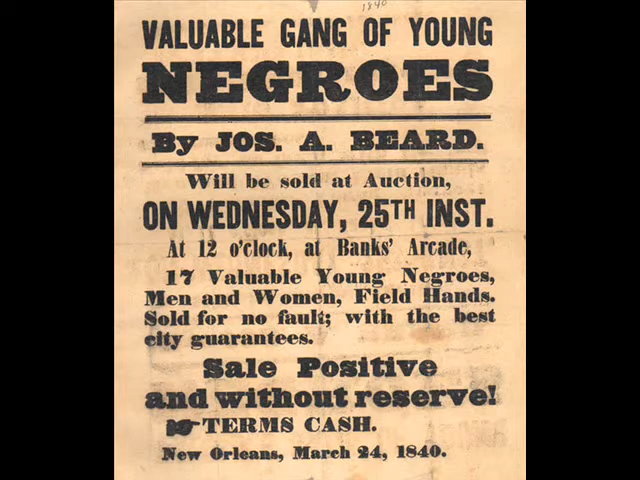 1840
VALUABLE GANG OF YOUNG
NEGROES
By JOS. A. BEARD.
Will be sold at Auction,
ON WEDNESDAY, 25TH INST.
At 12 o'clock, at Banks' Arcade,
17 Valuable Young Negroes,
Men and Women, Field Hands.
Sold for no fault; with the best
city guarantees.
Sale Positive
and without reserve!
TERMS CASH.
New Orleans, March 24, 1840.